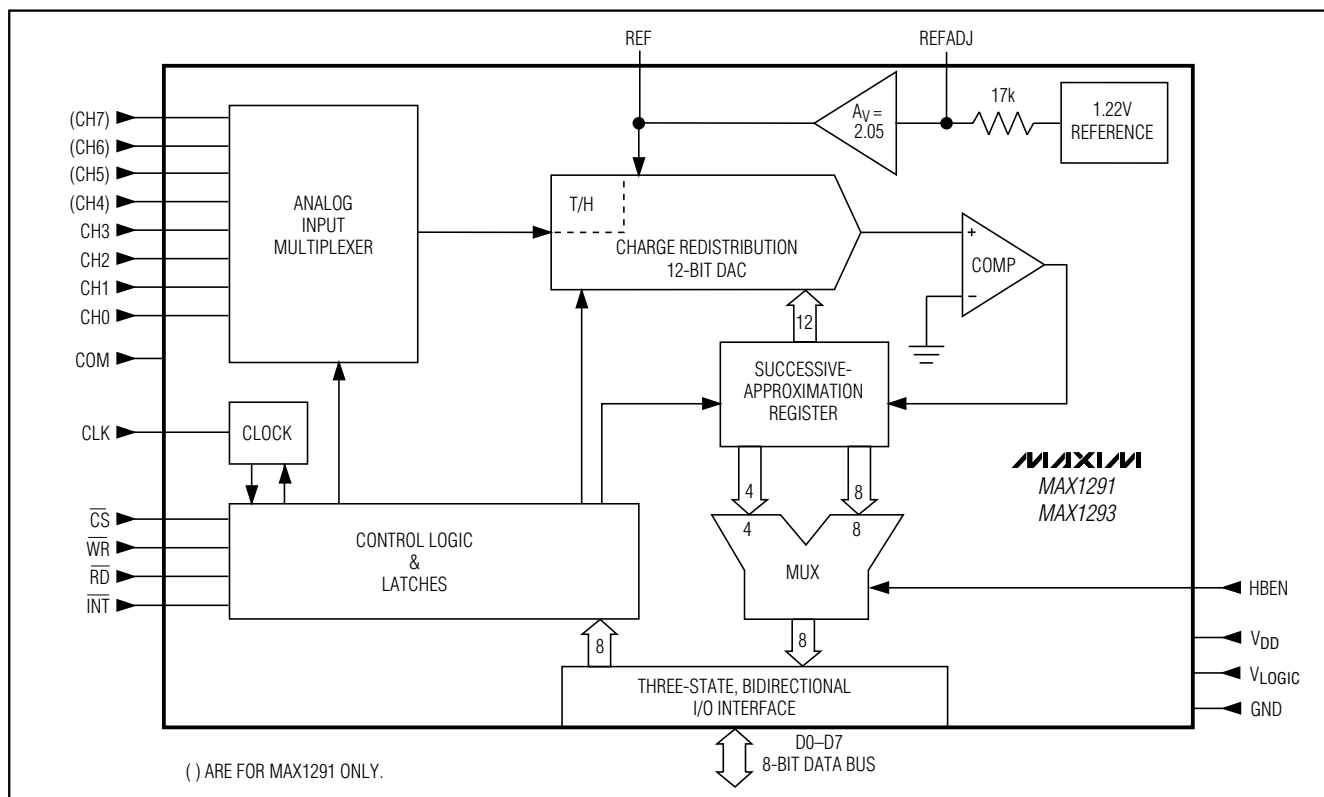 REF
REFADJ
(CH7)
(CH6)
(CH5)
(CH4)
CH3
CH2
CH1
CH0
COM
CLK
CS
WR
RD
INT
ANALOG
INPUT
MULTIPLEXER
CLOCK
CONTROL LOGIC
&
LATCHES
AV =
2.05
17k
1.22V
REFERENCE
T/H
CHARGE REDISTRIBUTION
12-BIT DAC
+
COMP
−
12
SUCCESSIVE-
APPROXIMATION
REGISTER
4
8
4
8
MUX
8
8
THREE-STATE, BIDIRECTIONAL
I/O INTERFACE
MAXIM
MAX1291
MAX1293
HBEN
VDD
VLOGIC
GND
D0–D7
8-BIT DATA BUS
( ) ARE FOR MAX1291 ONLY.